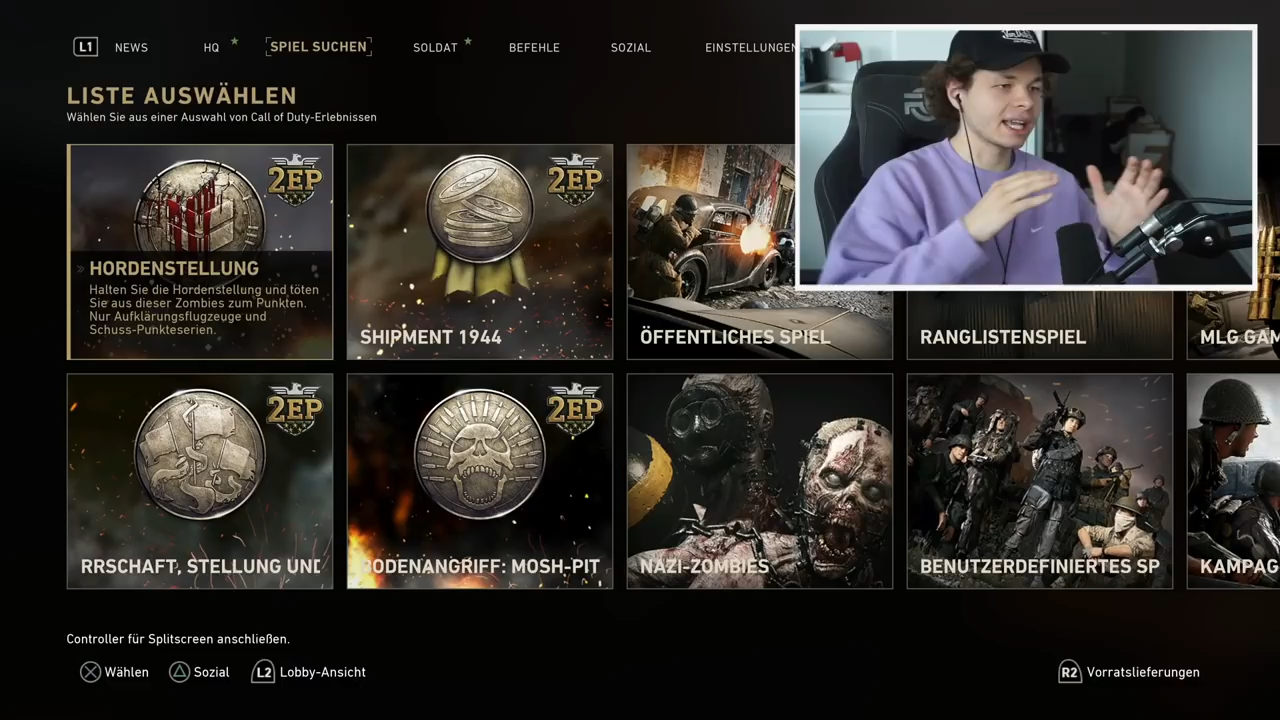 L1 NEWS HQ SPIEL SUCHEN SOLDAT BEFEHLE SOZIAL EINSTELLUNGEN
LISTE AUSWÄHLEN
Wählen Sie aus einer Auswahl von Call of Duty-Erlebnissen
2EP
2EP
HORDENSTELLUNG
Halten Sie die Hordenstellung und töten
Sie aus dieser Zombies zum Punkten.
Nur Aufklärungsflugzeuge und
Schuss-Punkteserien.
SHIPMENT 1944
ÖFFENTLICHES SPIEL
RANGLISTENSPIEL
MLG GAM
2EP
2EP
RRSCHAFT, STELLUNG UND
BODENANGRIFF: MOSH-PIT
NAZI-ZOMBIES
BENUTZERDEFINIERTES SP
KAMPAG
Controller für Splitscreen anschließen.
Wählen Sozial L2 Lobby-Ansicht R2 Vorratslieferungen